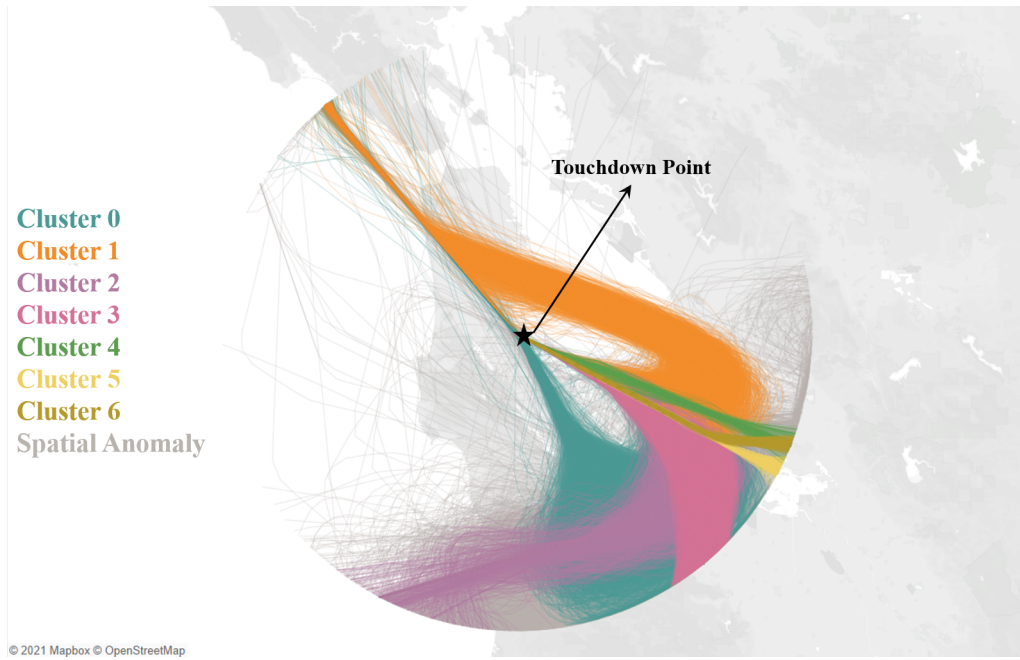 Touchdown Point
Cluster 0
Cluster 1
Cluster 2
Cluster 3
Cluster 4
Cluster 5
Cluster 6
Spatial Anomaly
© 2021 Mapbox © OpenStreetMap